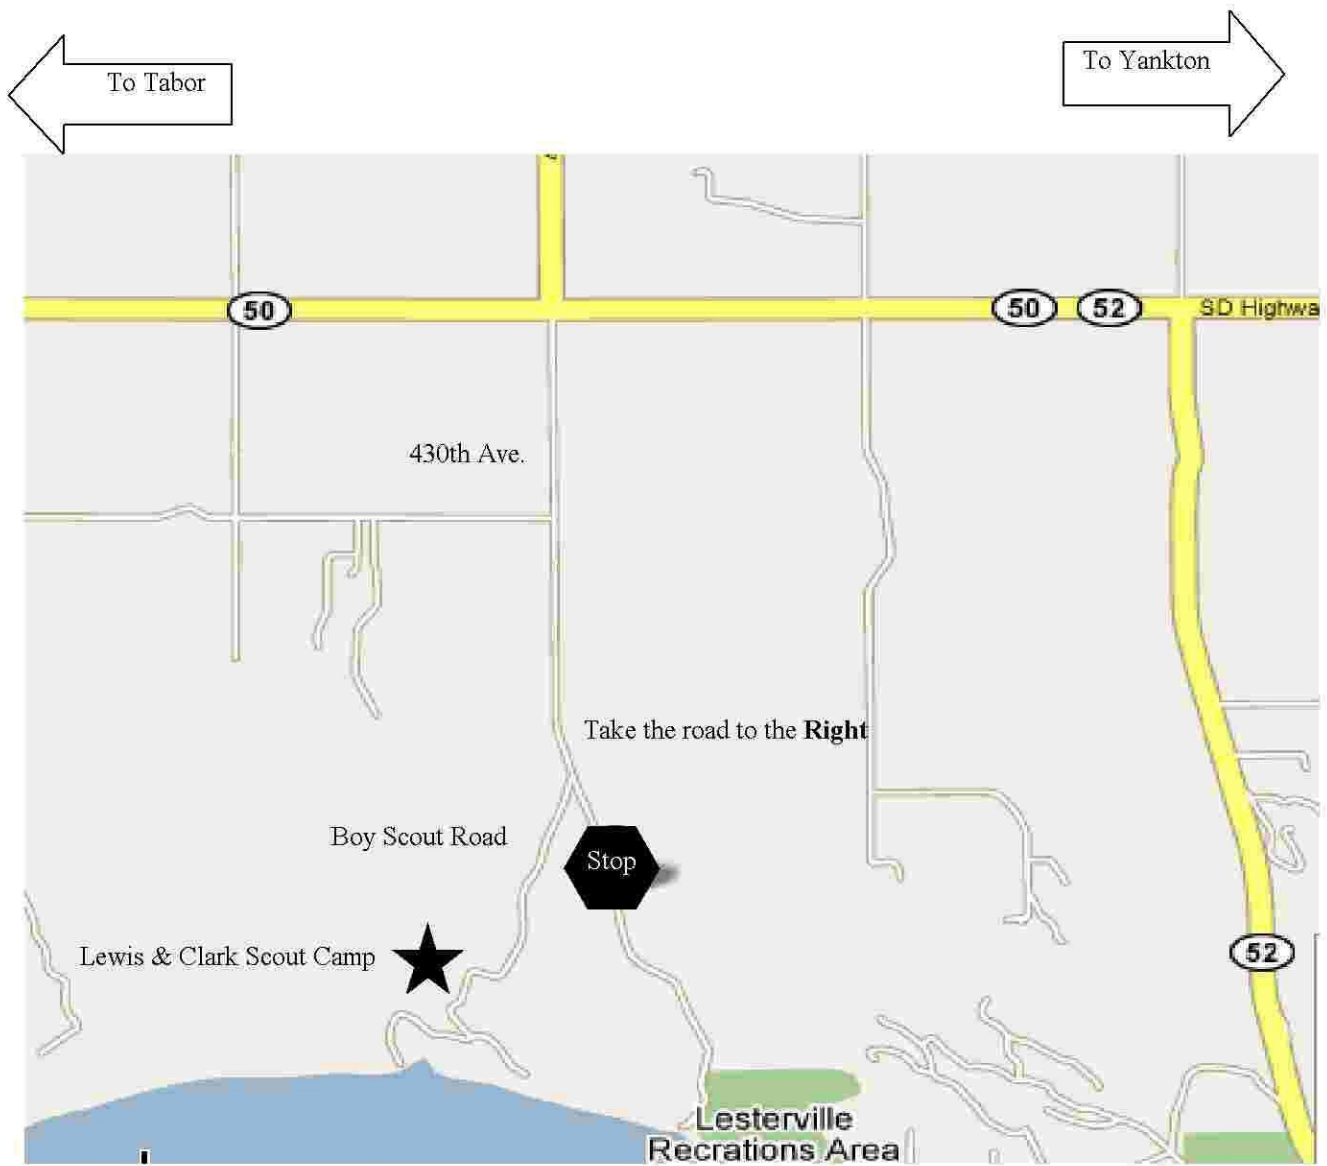 To Tabor
To Yankton
50
50
52
SD Highwa
430th Ave.
Take the road to the Right
Boy Scout Road
Stop
Lewis & Clark Scout Camp
52
Lesterville
Recrations Area